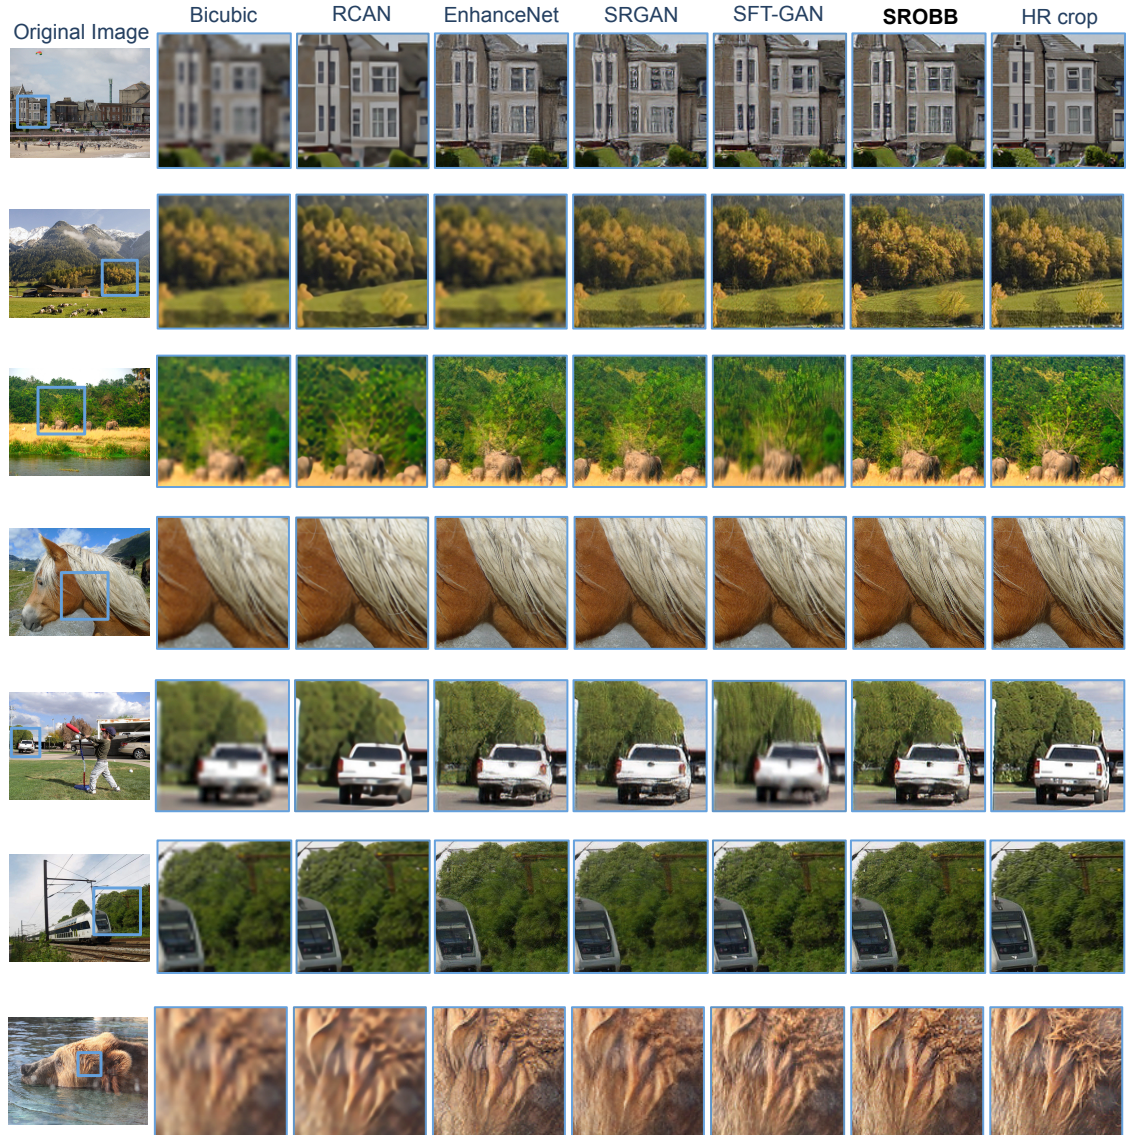 Original Image
Bicubic
RCAN
EnhanceNet
SRGAN
SFT-GAN
SROBB
HR crop